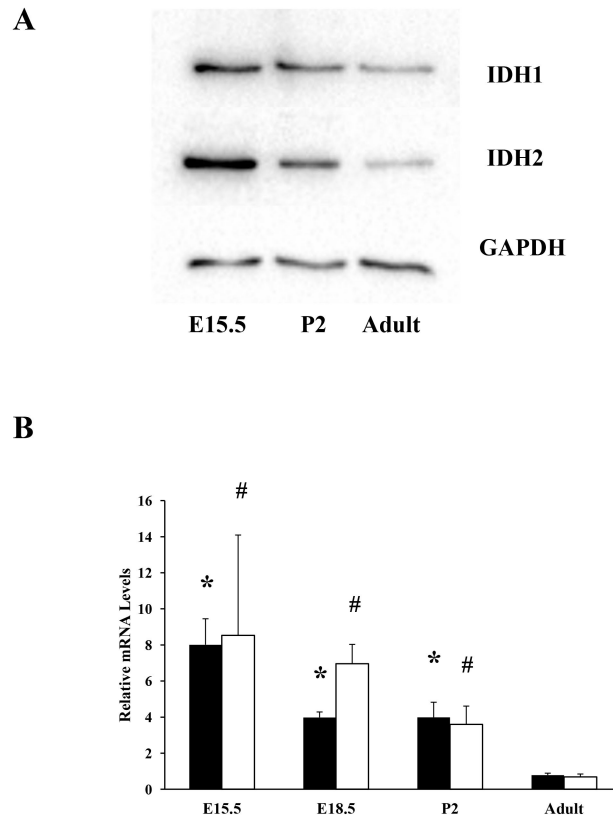 A
IDH1
IDH2
GAPDH
E15.5 P2 Adult
B
Relative mRNA Levels
16
14
12
10
8
6
4
2
0
* # * # * #
E15.5 E18.5 P2 Adult